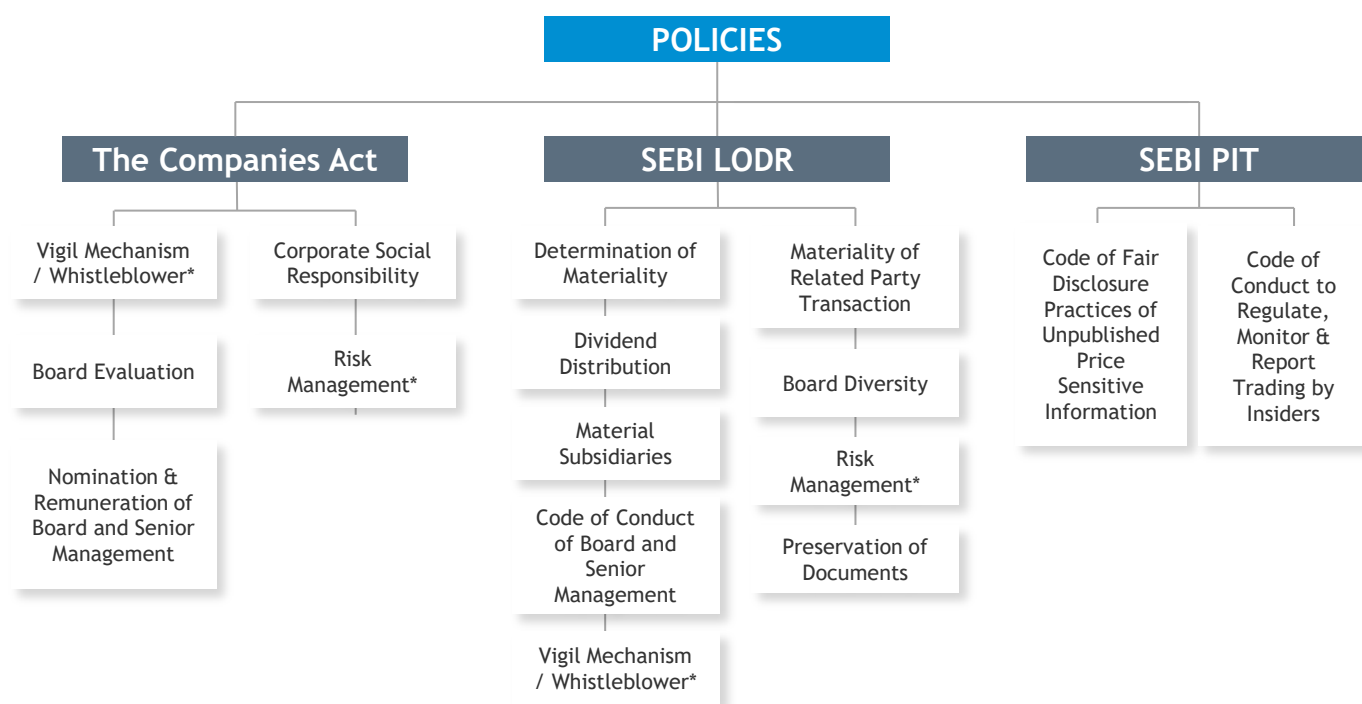 POLICIES
The Companies Act
Vigil Mechanism
/ Whistleblower*
Board Evaluation
Nomination &
Remuneration of
Board and Senior
Management
Corporate Social
Responsibility
Risk
Management*
SEBI LODR
Determination of
Materiality
Dividend
Distribution
Material
Subsidiaries
Code of Conduct
of Board and
Senior
Management
Vigil Mechanism
/ Whistleblower*
Materiality of
Related Party
Transaction
Board Diversity
Risk
Management*
Preservation of
Documents
SEBI PIT
Code of Fair
Disclosure
Practices of
Unpublished
Price
Sensitive
Information
Code of
Conduct to
Regulate,
Monitor &
Report
Trading by
Insiders